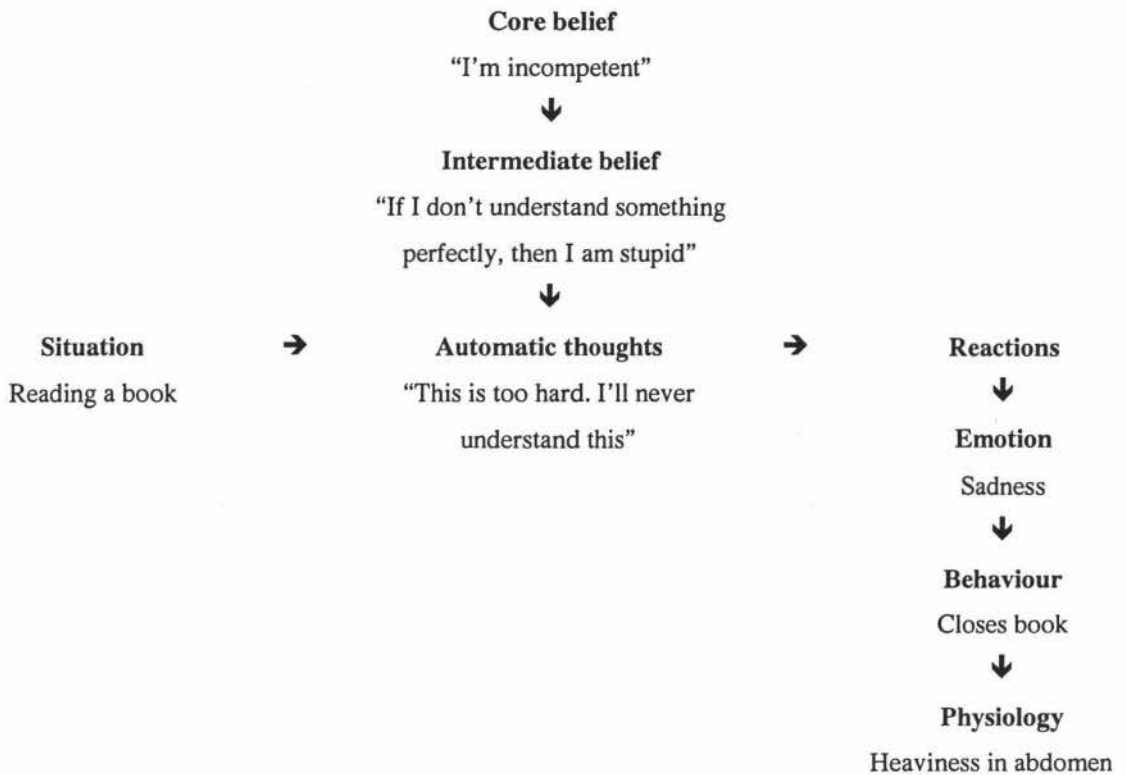 Core belief
“I’m incompetent”
↓
Intermediate belief
“If I don’t understand something
perfectly, then I am stupid”
↓
Situation → Automatic thoughts → Reactions
Reading a book “This is too hard. I’ll never
understand this”
↓
Emotion
Sadness
↓
Behaviour
Closes book
↓
Physiology
Heaviness in abdomen